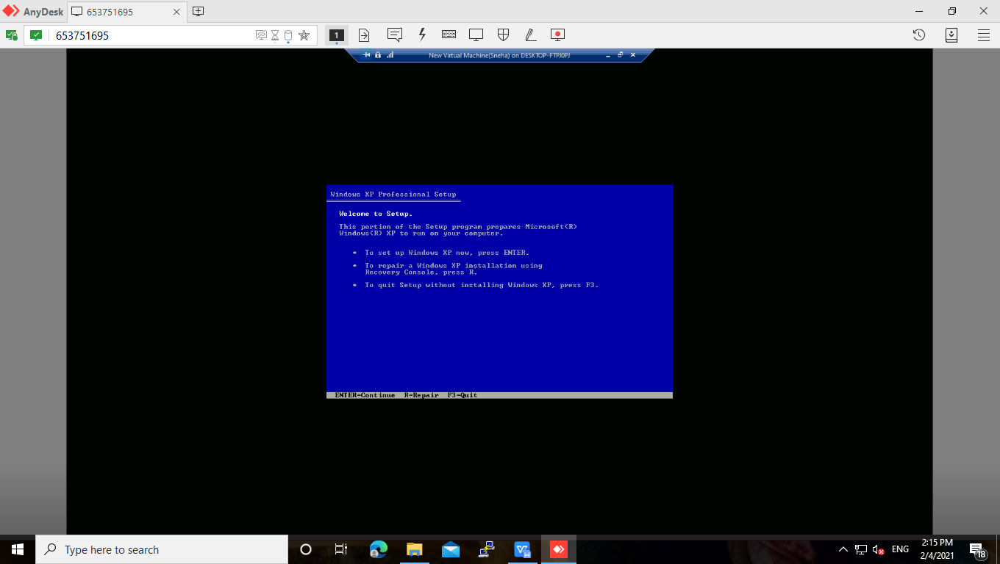 AnyDesk
653751695
653751695
1
New Virtual Machine(Sneha) on DESKTOP-FTPJ0PJ
Windows XP Professional Setup
Welcome to Setup.
This portion of the Setup program prepares Microsoft(R)
Windows(R) XP to run on your computer.
• To set up Windows XP now, press ENTER.
• To repair a Windows XP installation using
Recovery Console, press R.
• To quit Setup without installing Windows XP, press F3.
ENTER=Continue R=Repair F3=Quit
Type here to search
ENG
2:15 PM
2/4/2021
18